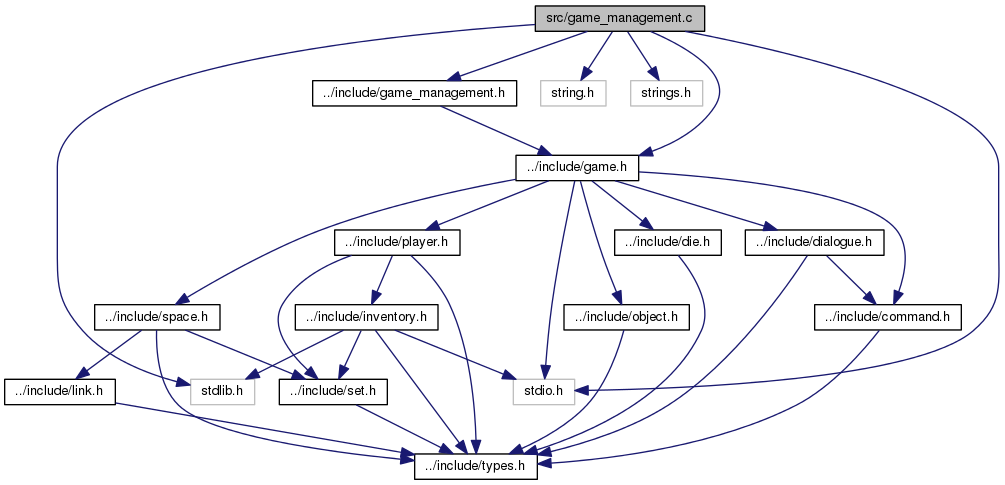 src/game_management.c
../include/game_management.h
string.h
strings.h
../include/game.h
../include/player.h
../include/die.h
../include/dialogue.h
../include/space.h
../include/inventory.h
../include/object.h
../include/command.h
../include/link.h
stdlib.h
../include/set.h
stdio.h
../include/types.h